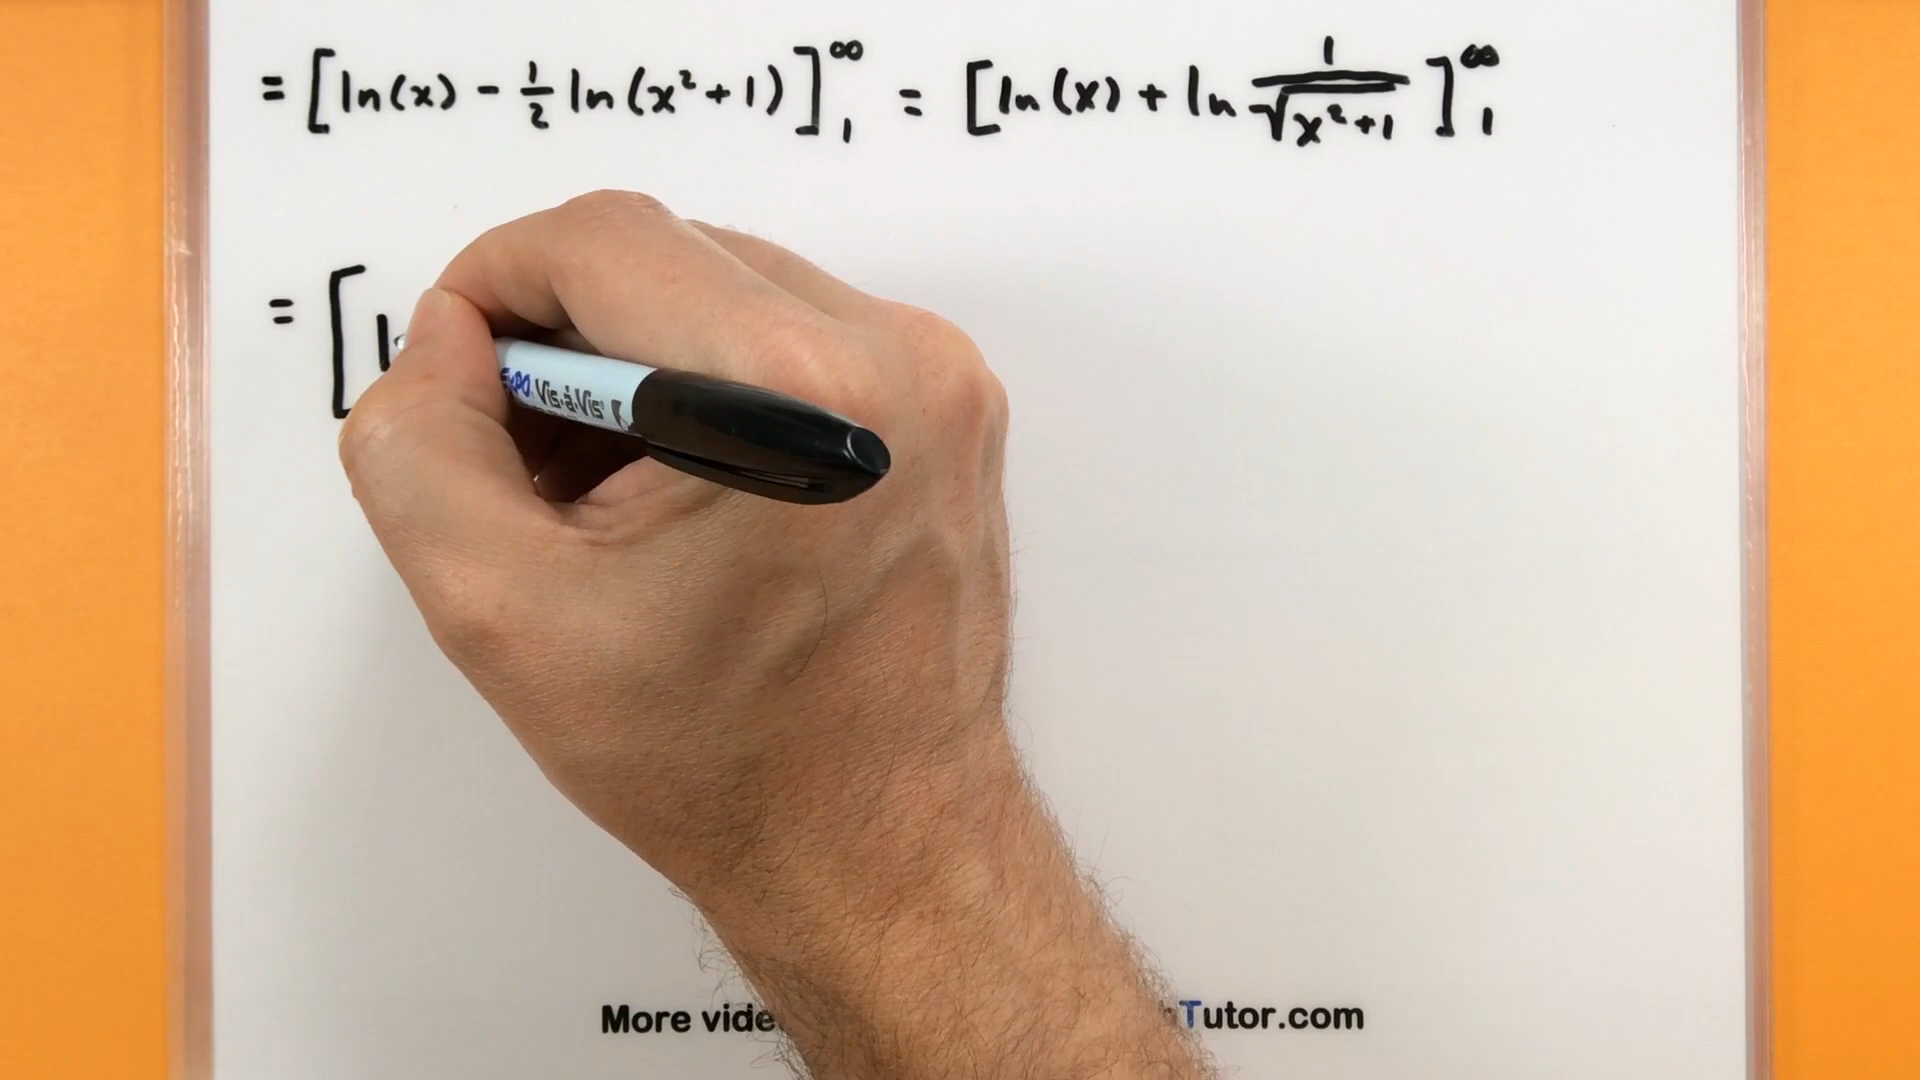 = [ln(x) - 1/2 ln(x²+1)]₁^∞ = [ln(x) + ln 1/√(x²+1)]₁^∞
= [
EXPO Vis-à-Vis
More Tutor.com